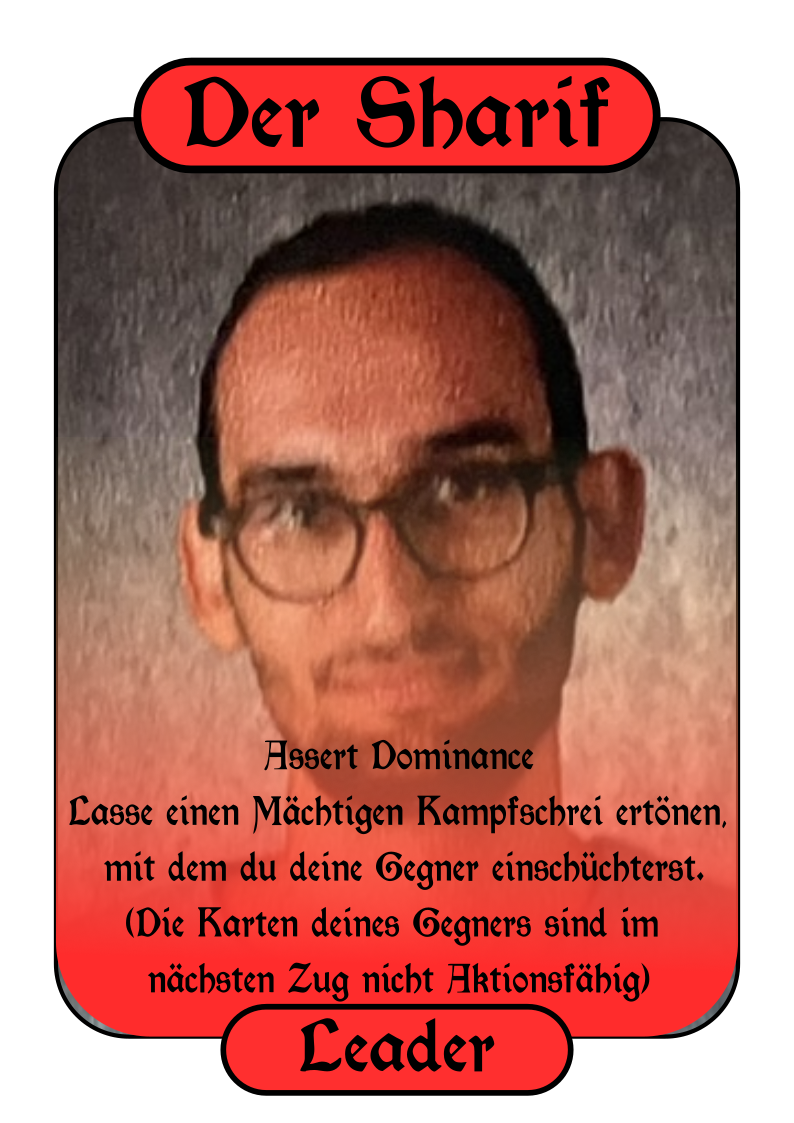 Der Sharif
Assert Dominance
Lasse einen Mächtigen Kampfschrei ertönen,
mit dem du deine Gegner einschüchterst.
(Die Karten deines Gegners sind im
nächsten Zug nicht Aktionsfähig)
Leader